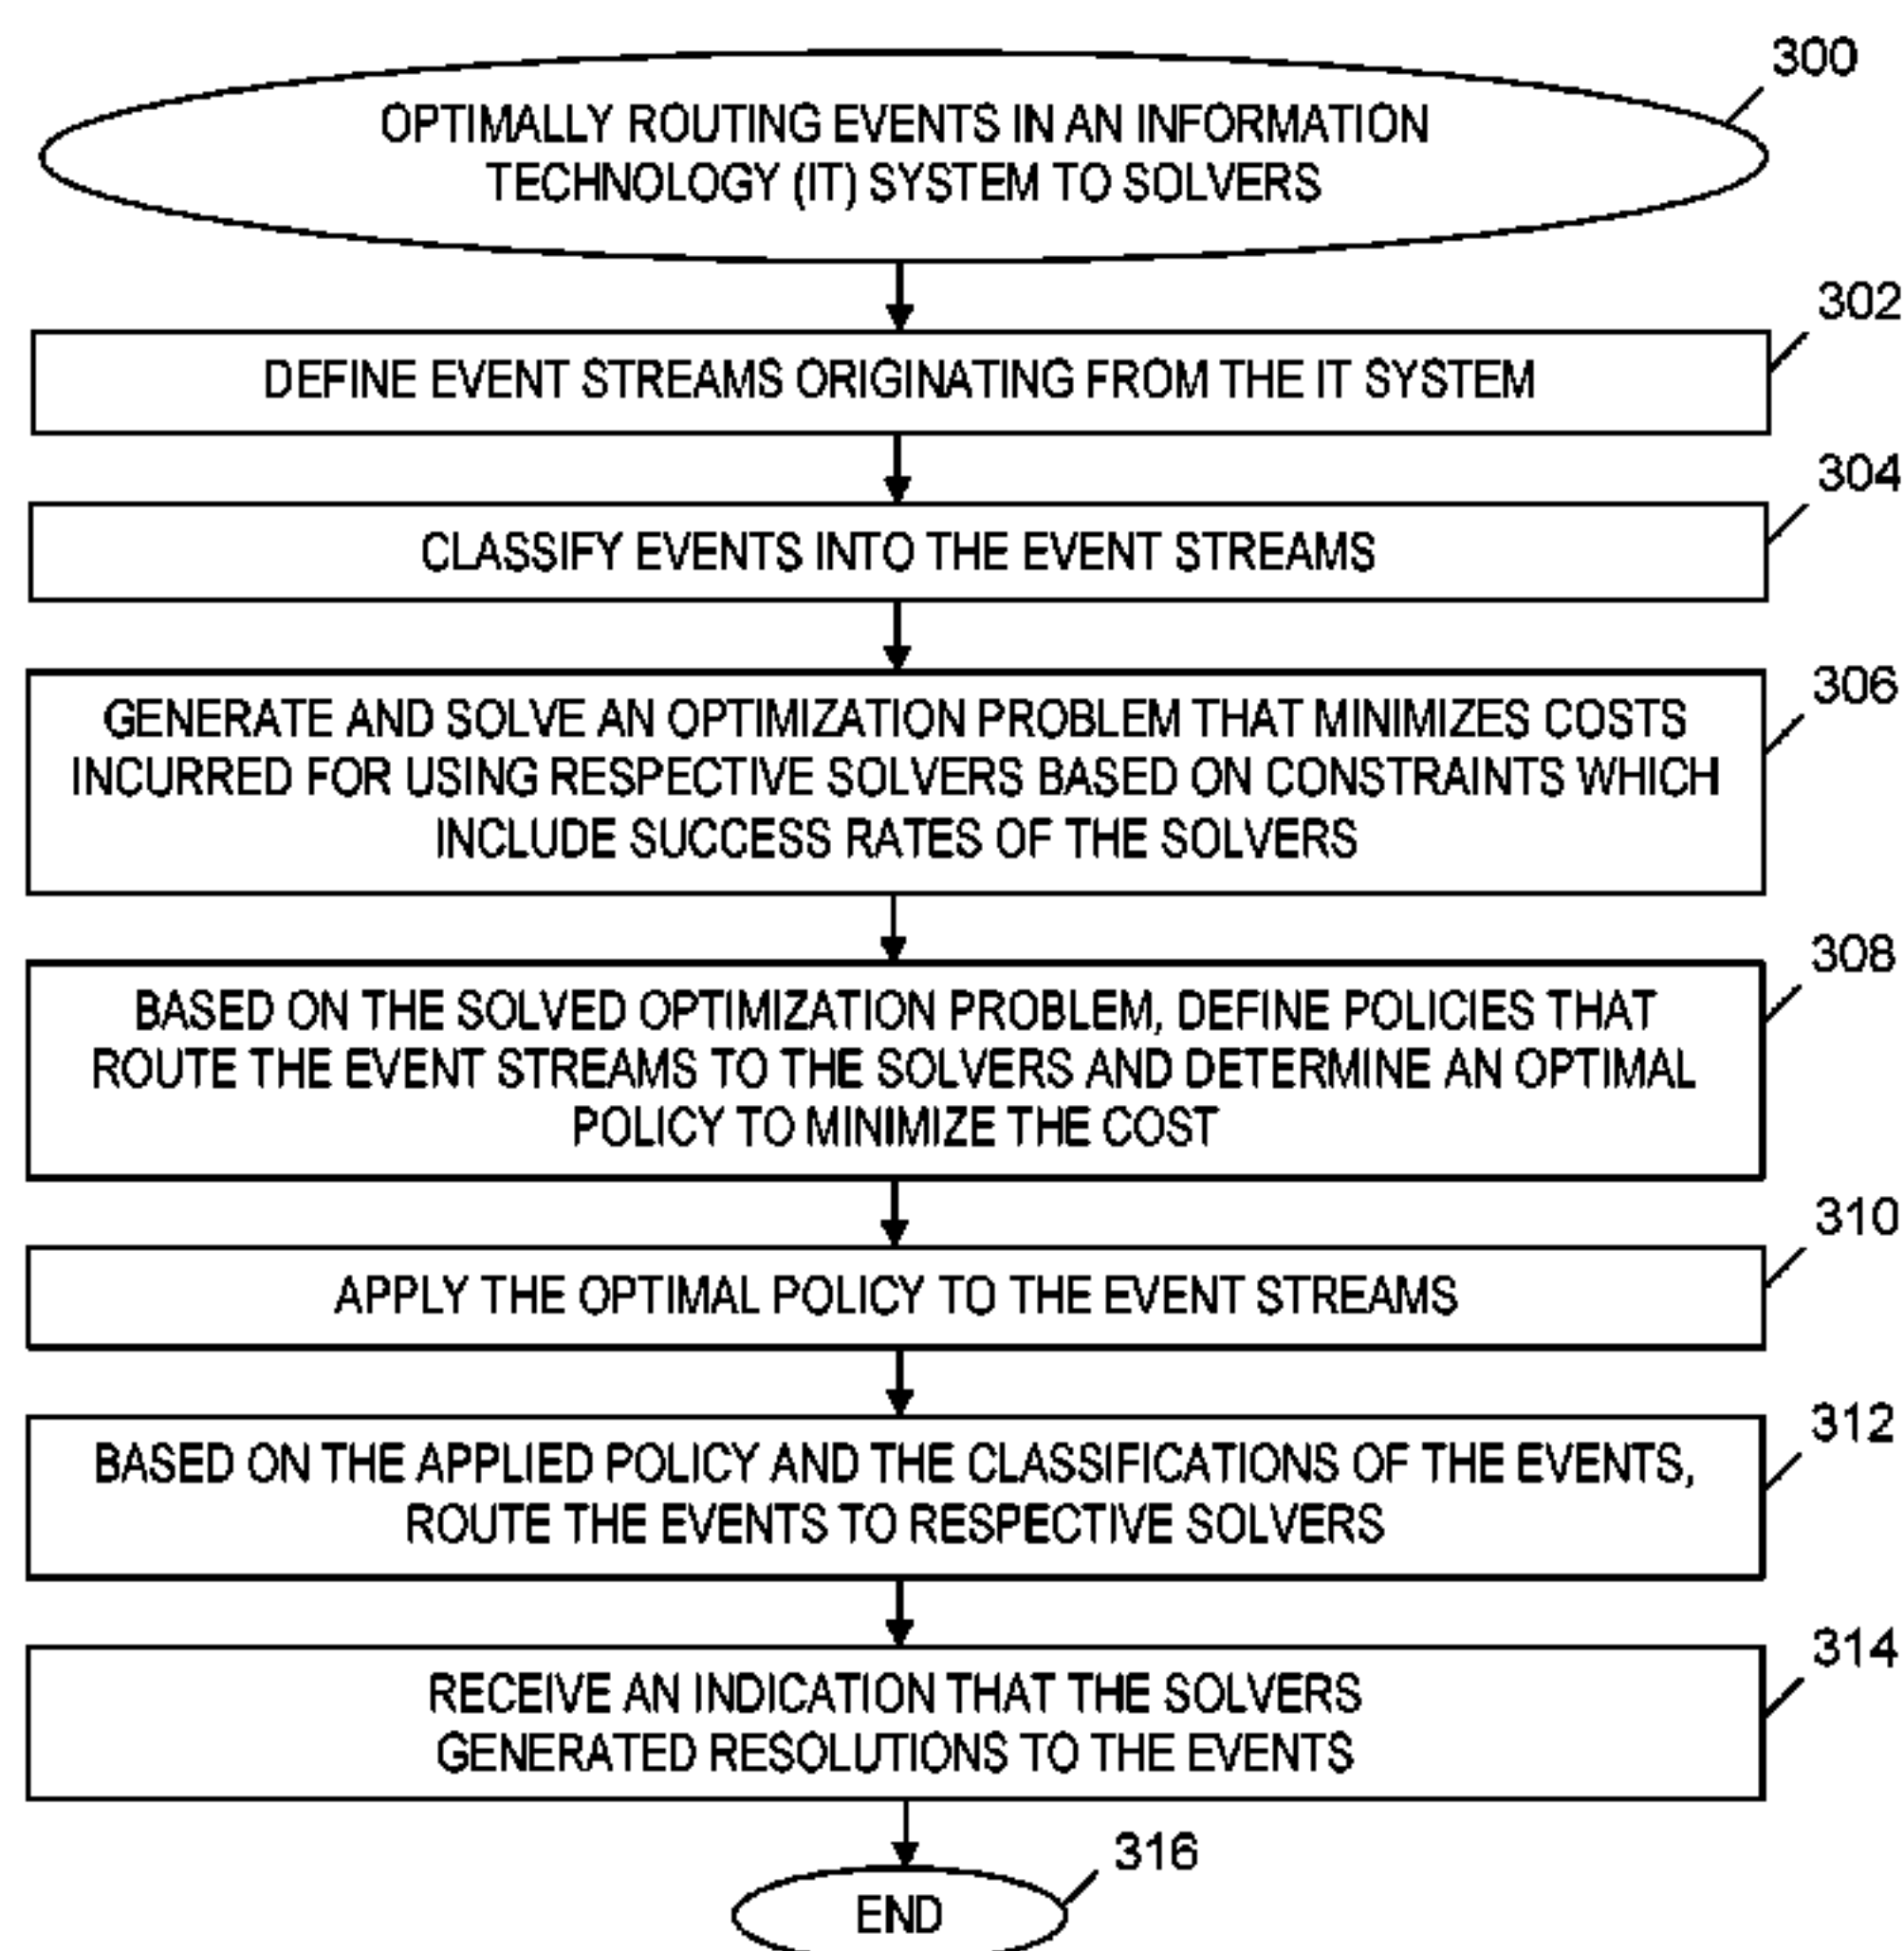 300
OPTIMALLY ROUTING EVENTS IN AN INFORMATION
TECHNOLOGY (IT) SYSTEM TO SOLVERS
302
DEFINE EVENT STREAMS ORIGINATING FROM THE IT SYSTEM
304
CLASSIFY EVENTS INTO THE EVENT STREAMS
306
GENERATE AND SOLVE AN OPTIMIZATION PROBLEM THAT MINIMIZES COSTS
INCURRED FOR USING RESPECTIVE SOLVERS BASED ON CONSTRAINTS WHICH
INCLUDE SUCCESS RATES OF THE SOLVERS
308
BASED ON THE SOLVED OPTIMIZATION PROBLEM, DEFINE POLICIES THAT
ROUTE THE EVENT STREAMS TO THE SOLVERS AND DETERMINE AN OPTIMAL
POLICY TO MINIMIZE THE COST
310
APPLY THE OPTIMAL POLICY TO THE EVENT STREAMS
312
BASED ON THE APPLIED POLICY AND THE CLASSIFICATIONS OF THE EVENTS,
ROUTE THE EVENTS TO RESPECTIVE SOLVERS
314
RECEIVE AN INDICATION THAT THE SOLVERS
GENERATED RESOLUTIONS TO THE EVENTS
316
END